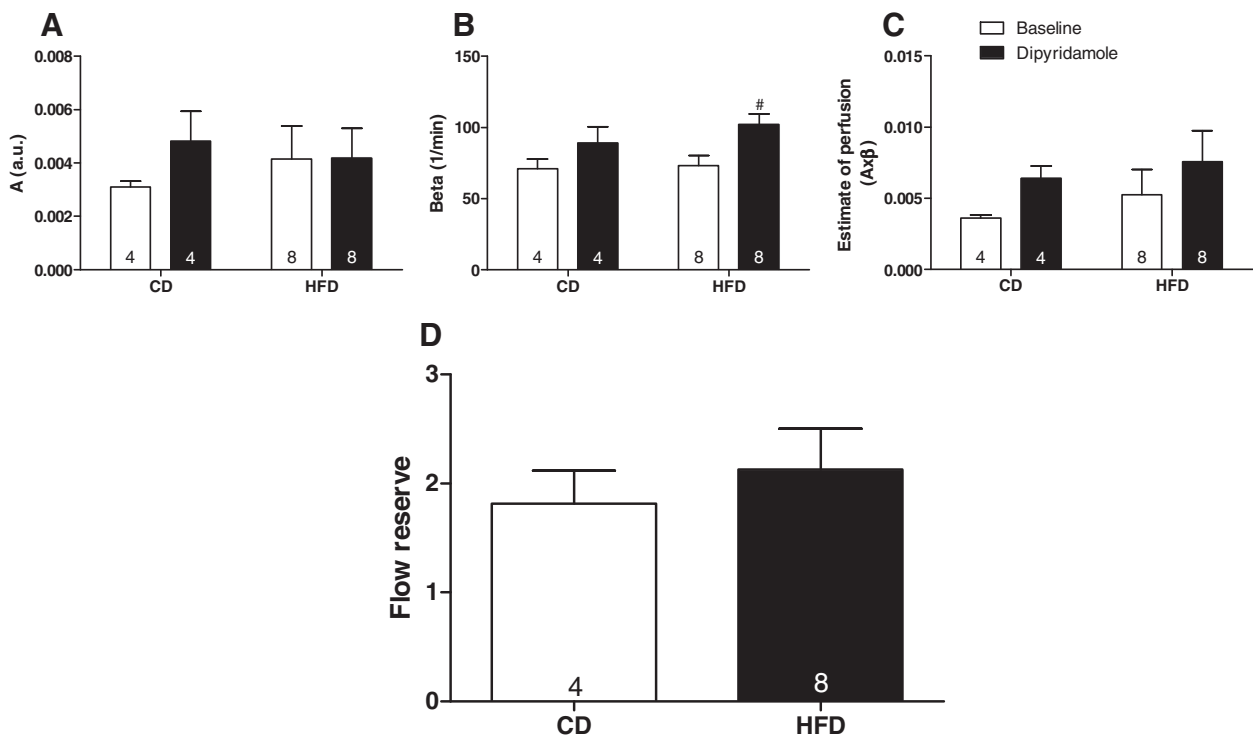 A
B
C
Baseline
Dipyridamole
0.008
0.006
0.004
0.002
0.000
A (a.u.)
4
4
8
8
CD
HFD
150
100
50
0
Beta (1/min)
#
4
4
8
8
CD
HFD
0.015
0.010
0.005
0.000
Estimate of perfusion
(Axβ)
4
4
8
8
CD
HFD
D
3
2
1
0
Flow reserve
4
8
CD
HFD